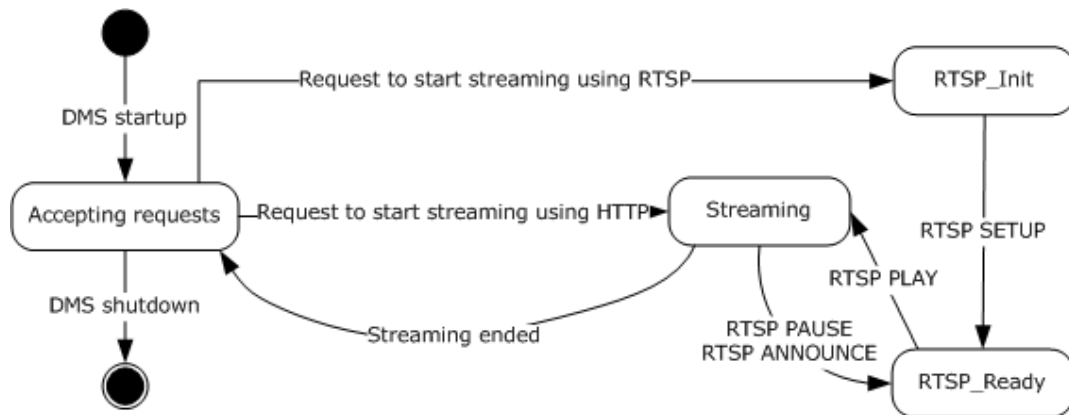 Request to start streaming using RTSP
RTSP_Init
DMS startup
Accepting requests
Request to start streaming using HTTP
Streaming
RTSP SETUP
RTSP PLAY
DMS shutdown
Streaming ended
RTSP PAUSE
RTSP ANNOUNCE
RTSP_Ready